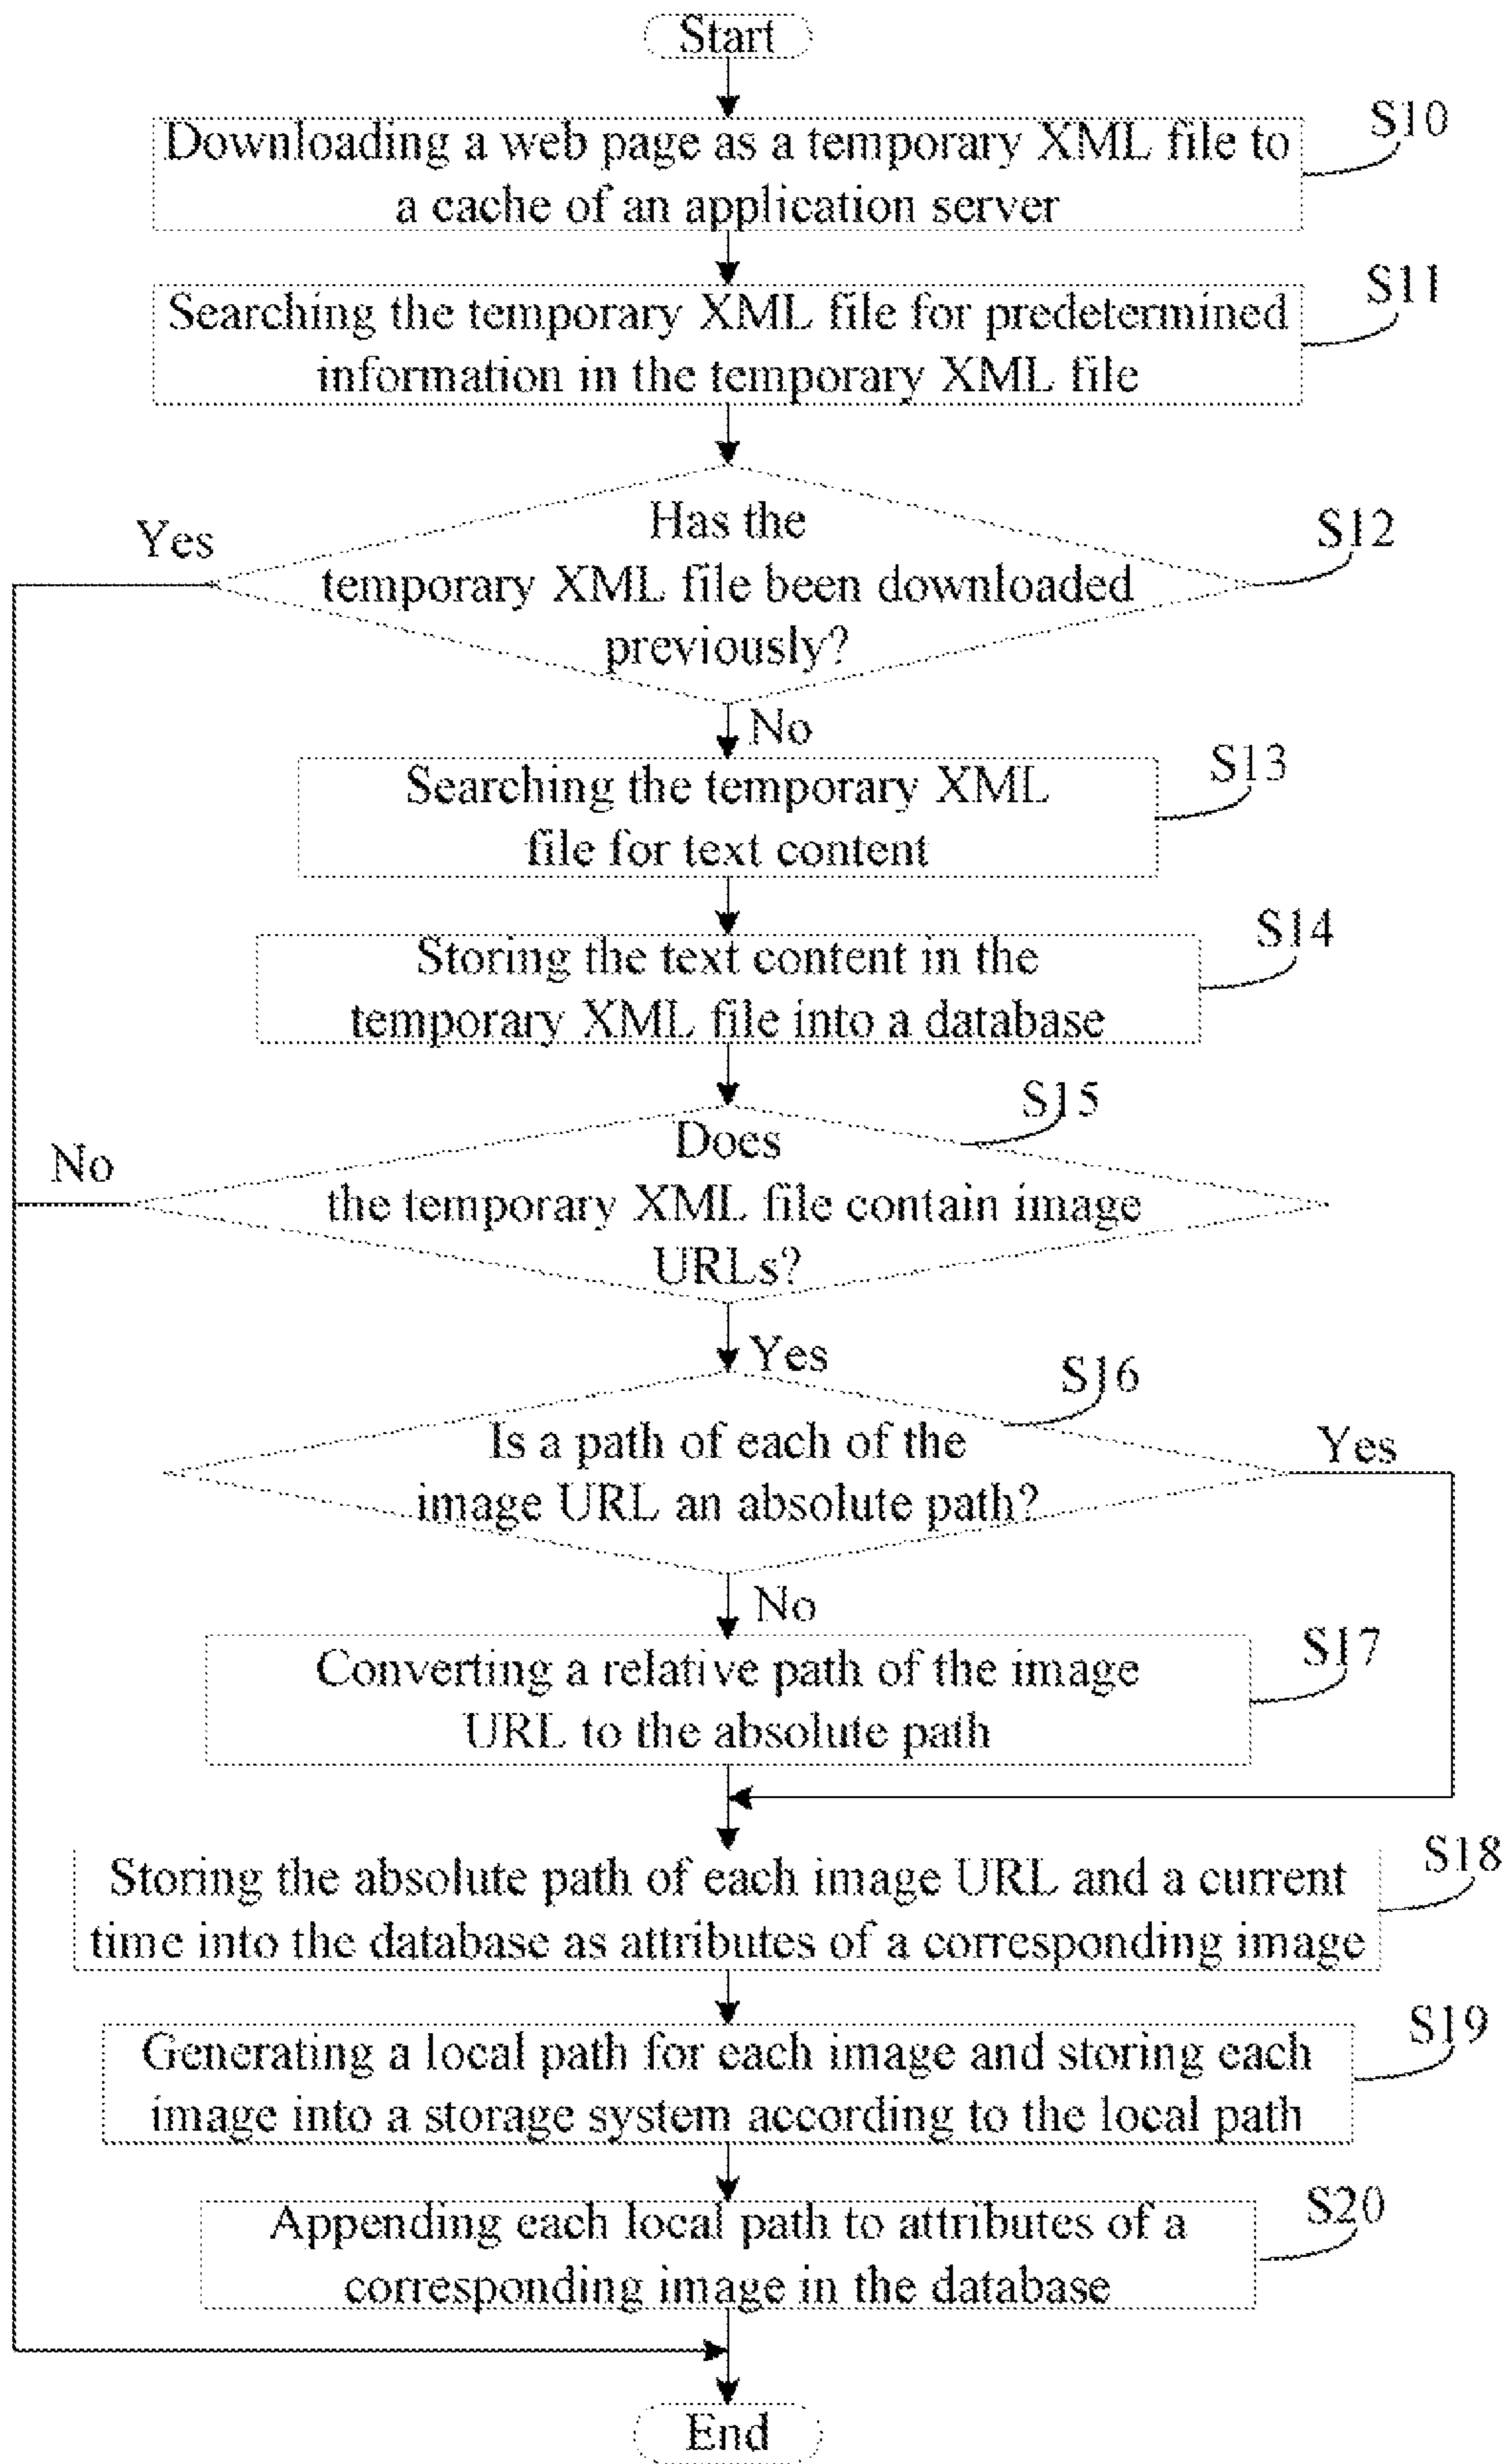 Start
S10
Downloading a web page as a temporary XML file to
a cache of an application server
S11
Searching the temporary XML file for predetermined
information in the temporary XML file
Yes
Has the
temporary XML file been downloaded
previously?
S12
No
S13
Searching the temporary XML
file for text content
S14
Storing the text content in the
temporary XML file into a database
S15
No
Does
the temporary XML file contain image
URLs?
Yes
S16
Is a path of each of the
image URL an absolute path?
Yes
No
S17
Converting a relative path of the image
URL to the absolute path
S18
Storing the absolute path of each image URL and a current
time into the database as attributes of a corresponding image
S19
Generating a local path for each image and storing each
image into a storage system according to the local path
S20
Appending each local path to attributes of a
corresponding image in the database
End